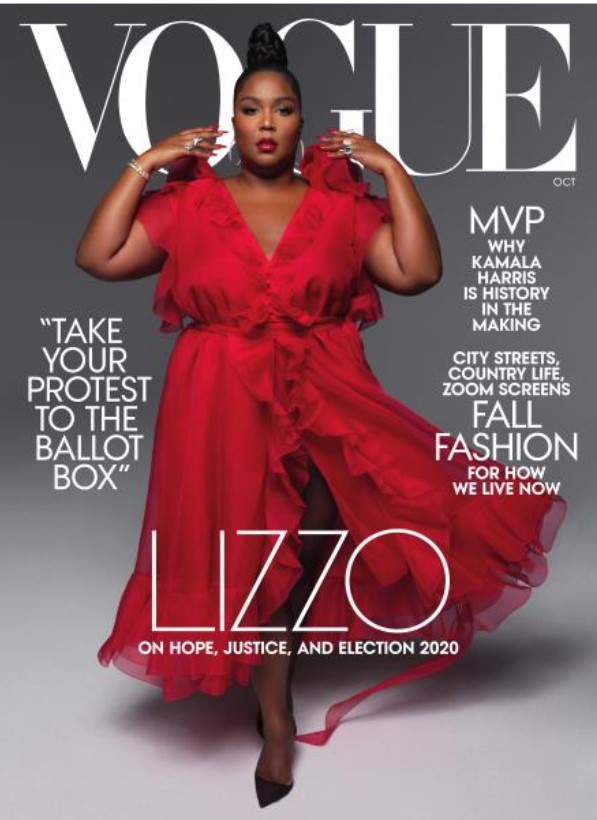 VOGUE
OCT
MVP
WHY
KAMALA
HARRIS
IS HISTORY
IN THE
MAKING
“TAKE
YOUR
PROTEST
TO THE
BALLOT
BOX”
CITY STREETS,
COUNTRY LIFE,
ZOOM SCREENS
FALL
FASHION
FOR HOW
WE LIVE NOW
LIZZO
ON HOPE, JUSTICE, AND ELECTION 2020